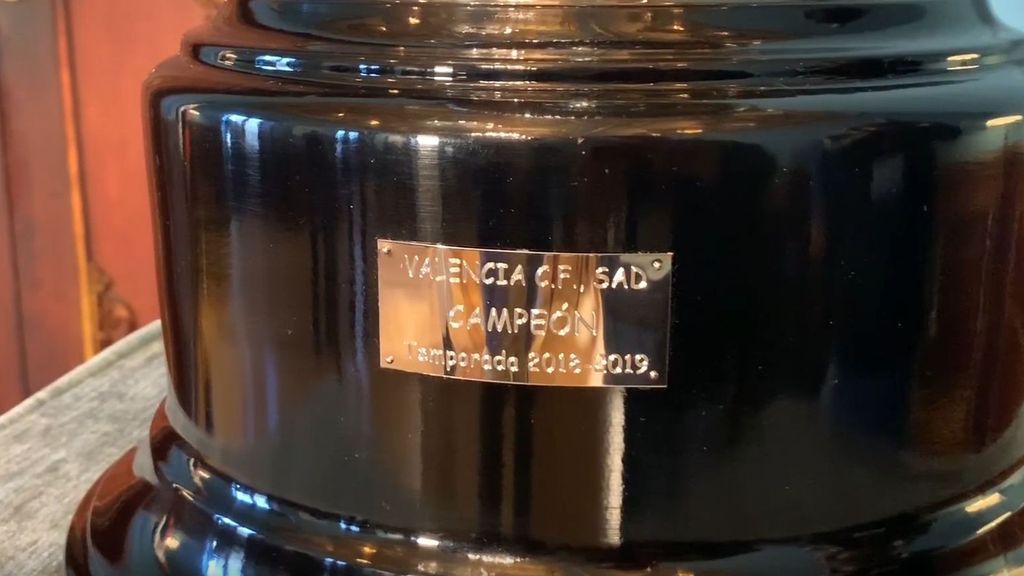 VALENCIA C.F., SAD
CAMPEÓN
Temporada 2018-2019.